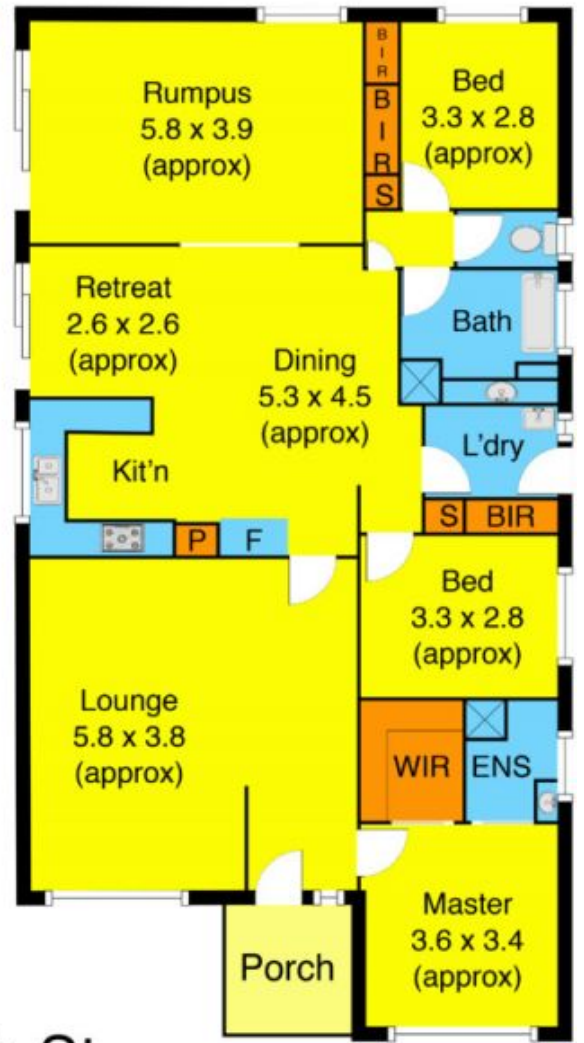 Rumpus
5.8 x 3.9
(approx)
B
I
R
B
I
R
S
Bed
3.3 x 2.8
(approx)
Retreat
2.6 x 2.6
(approx)
Dining
5.3 x 4.5
(approx)
Bath
Kit'n
L'dry
P
F
S
BIR
Bed
3.3 x 2.8
(approx)
Lounge
5.8 x 3.8
(approx)
WIR
ENS
Master
3.6 x 3.4
(approx)
Porch